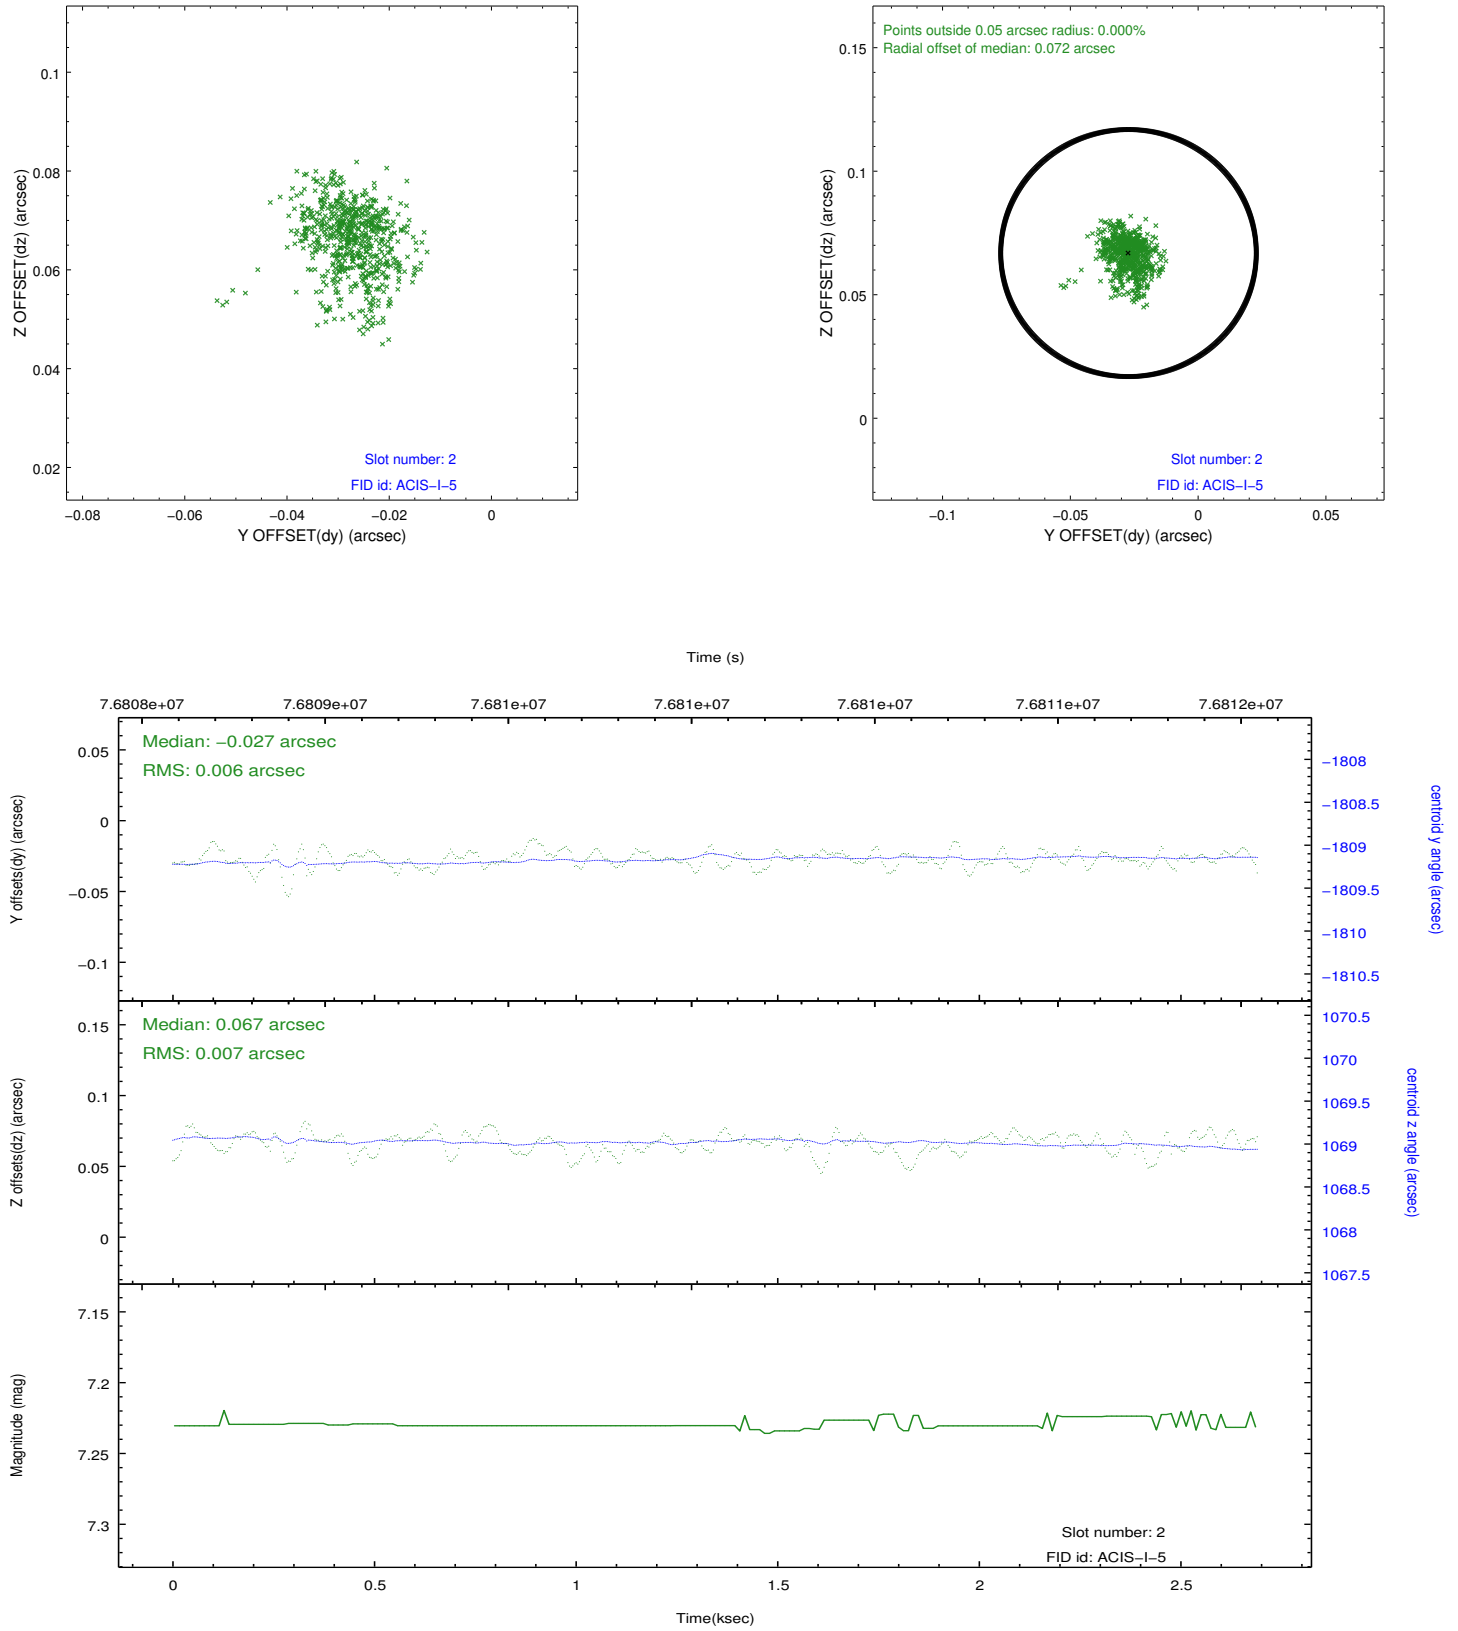 0.1
0.08
0.06
0.04
0.02
Z OFFSET(dz) (arcsec)
Slot number: 2
FID id: ACIS−I−5
−0.08 −0.06 −0.04 −0.02 0
Y OFFSET(dy) (arcsec)
Points outside 0.05 arcsec radius: 0.000%
Radial offset of median: 0.072 arcsec
0.15
0.1
0.05
0
Z OFFSET(dz) (arcsec)
Slot number: 2
FID id: ACIS−I−5
−0.1 −0.05 0 0.05
Y OFFSET(dy) (arcsec)
Time (s)
7.6808e+07 7.6809e+07 7.681e+07 7.681e+07 7.681e+07 7.6811e+07 7.6812e+07
Median: −0.027 arcsec
RMS: 0.006 arcsec
0.05
0
−0.05
−0.1
Y offsets(dy) (arcsec)
−1808
−1808.5
−1809
−1809.5
−1810
−1810.5
centroid y angle (arcsec)
Median: 0.067 arcsec
RMS: 0.007 arcsec
0.15
0.1
0.05
0
Z offsets(dz) (arcsec)
1070.5
1070
1069.5
1069
1068.5
1068
1067.5
centroid z angle (arcsec)
7.15
7.2
7.25
7.3
Magnitude (mag)
Slot number: 2
FID id: ACIS−I−5
0 0.5 1 1.5 2 2.5
Time(ksec)